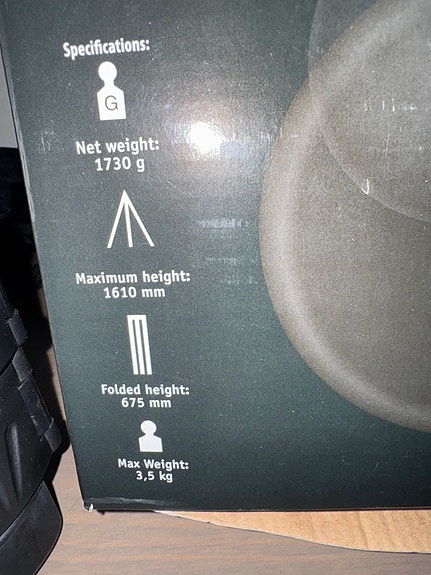 Specifications:
G
Net weight:
1730 g
Maximum height:
1610 mm
Folded height:
675 mm
Max Weight:
3,5 kg